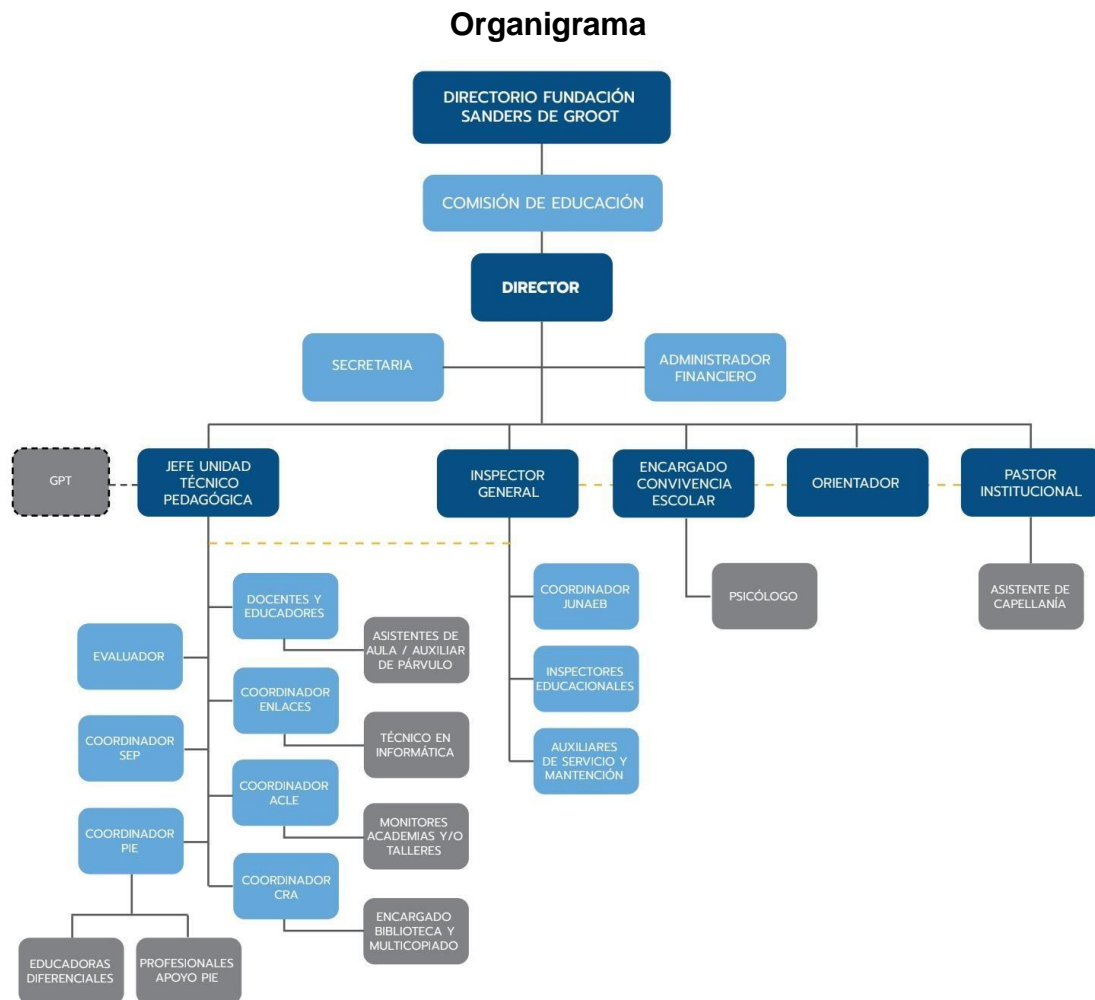 Organigrama
DIRECTORIO FUNDACIÓN
SANDERS DE GROOT
COMISIÓN DE EDUCACIÓN
DIRECTOR
SECRETARIA
ADMINISTRADOR
FINANCIERO
GPT
JEFE UNIDAD
TÉCNICO
PEDAGÓGICA
INSPECTOR
GENERAL
ENCARGADO
CONVIVENCIA
ESCOLAR
ORIENTADOR
PASTOR
INSTITUCIONAL
DOCENTES Y
EDUCADORES
ASISTENTES DE
AULA / AUXILIAR
DE PÁRVULO
EVALUADOR
COORDINADOR
ENLACES
TÉCNICO EN
INFORMÁTICA
COORDINADOR
SEP
COORDINADOR
ACLE
MONITORES
ACADEMIAS Y/O
TALLERES
COORDINADOR
PIE
COORDINADOR
CRA
ENCARGADO
BIBLIOTECA Y
MULTICOPIADO
EDUCADORAS
DIFERENCIALES
PROFESIONALES
APOYO PIE
COORDINADOR
JUNAEB
INSPECTORES
EDUCACIONALES
AUXILIARES
DE SERVICIO Y
MANTENCIÓN
PSICÓLOGO
ASISTENTE DE
CAPELLANÍA